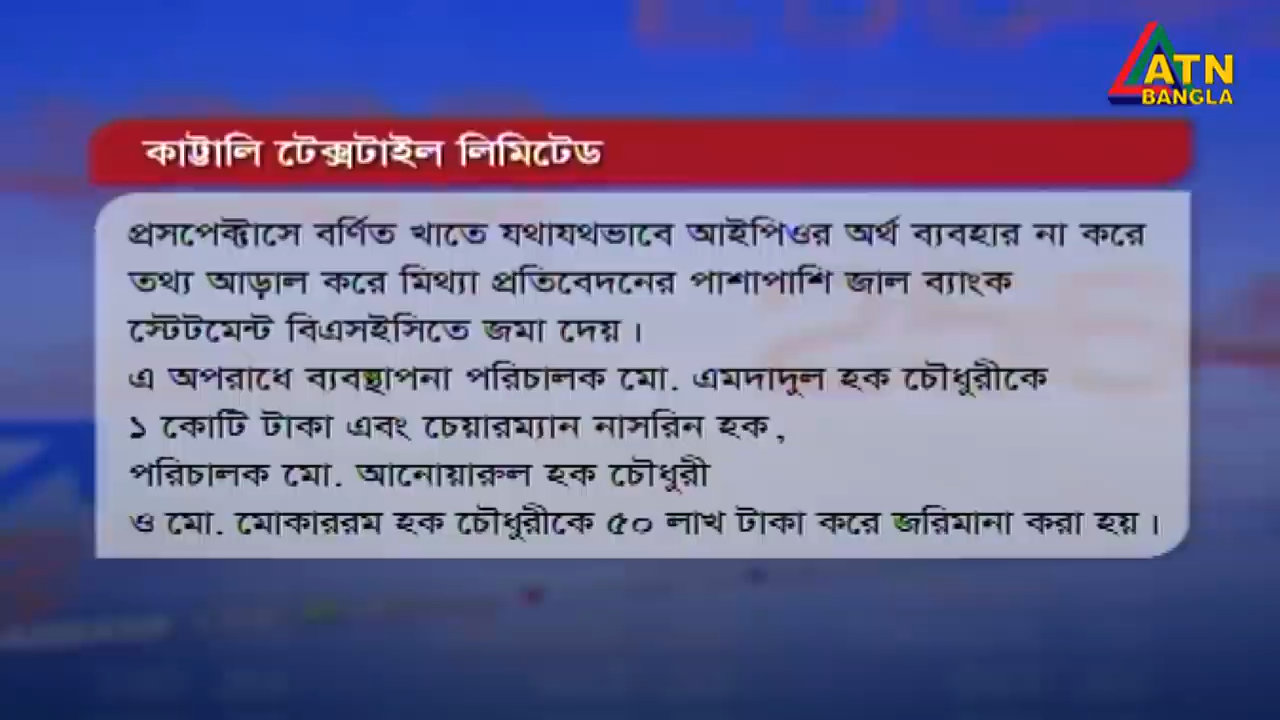 ATN
BANGLA
কাট্টালি টেক্সটাইল লিমিটেড
প্রসপেক্টাসে বর্ণিত খাতে যথাযথভাবে আইপিওর অর্থ ব্যবহার না করে
তথ্য আড়াল করে মিথ্যা প্রতিবেদনের পাশাপাশি জাল ব্যাংক
স্টেটমেন্ট বিএসইসিতে জমা দেয়।
এ অপরাধে ব্যবস্থাপনা পরিচালক মো. এমদাদুল হক চৌধুরীকে
১ কোটি টাকা এবং চেয়ারম্যান নাসরিন হক,
পরিচালক মো. আনোয়ারুল হক চৌধুরী
ও মো. মোকাররম হক চৌধুরীকে ৫০ লাখ টাকা করে জরিমানা করা হয়।